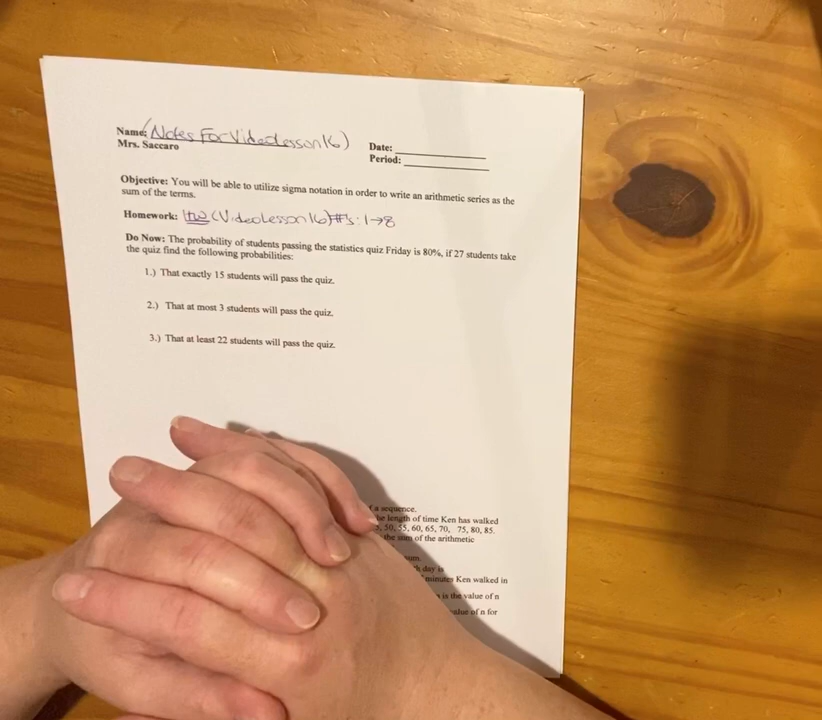 Name: (Notes For Video Lesson 16)
Mrs. Saccaro
Date:
Period:
Objective: You will be able to utilize sigma notation in order to write an arithmetic series as the
sum of the terms.
Homework: HW (Video Lesson 16) #'s: 1→8
Do Now: The probability of students passing the statistics quiz Friday is 80%, if 27 students take
the quiz find the following probabilities:
1.) That exactly 15 students will pass the quiz.
2.) That at most 3 students will pass the quiz.
3.) That at least 22 students will pass the quiz.
a sequence.
length of time Ken has walked
50, 55, 60, 65, 70, 75, 80, 85.
the sum of the arithmetic
day is
minutes Ken walked in
is the value of n
of n for